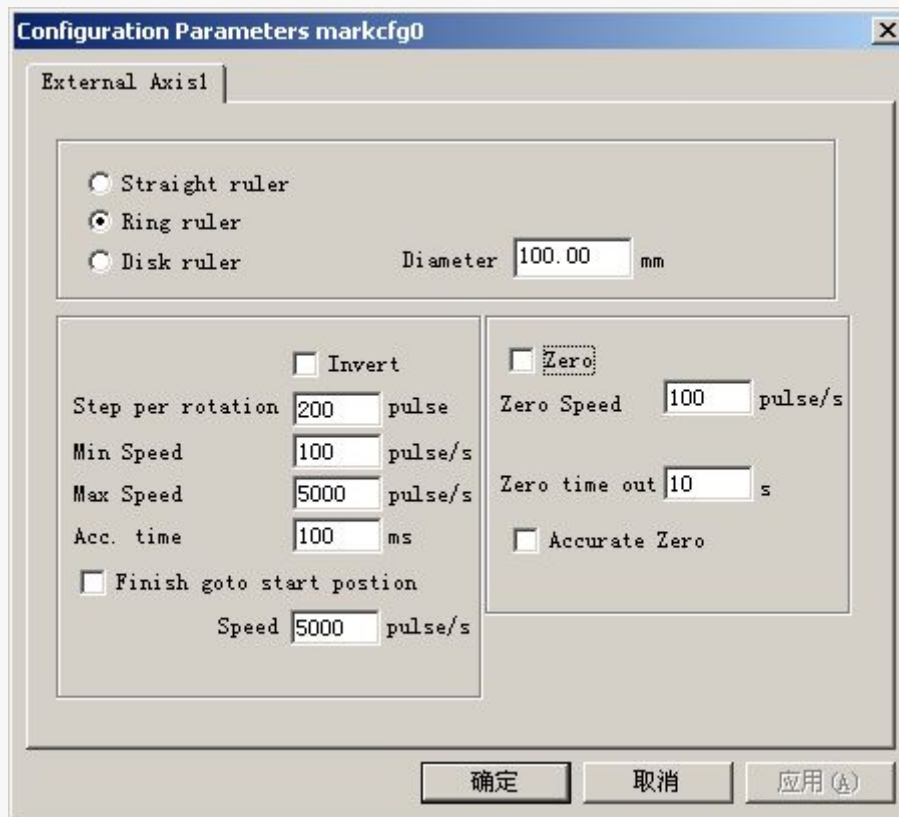 Configuration Parameters markcfg0
External Axis1
Straight ruler
Ring ruler
Disk ruler
Diameter 100.00 mm
Invert
Step per rotation 200 pulse
Min Speed 100 pulse/s
Max Speed 5000 pulse/s
Acc. time 100 ms
Finish goto start postion
Speed 5000 pulse/s
Zero
Zero Speed 100 pulse/s
Zero time out 10 s
Accurate Zero
确定 取消 应用(A)